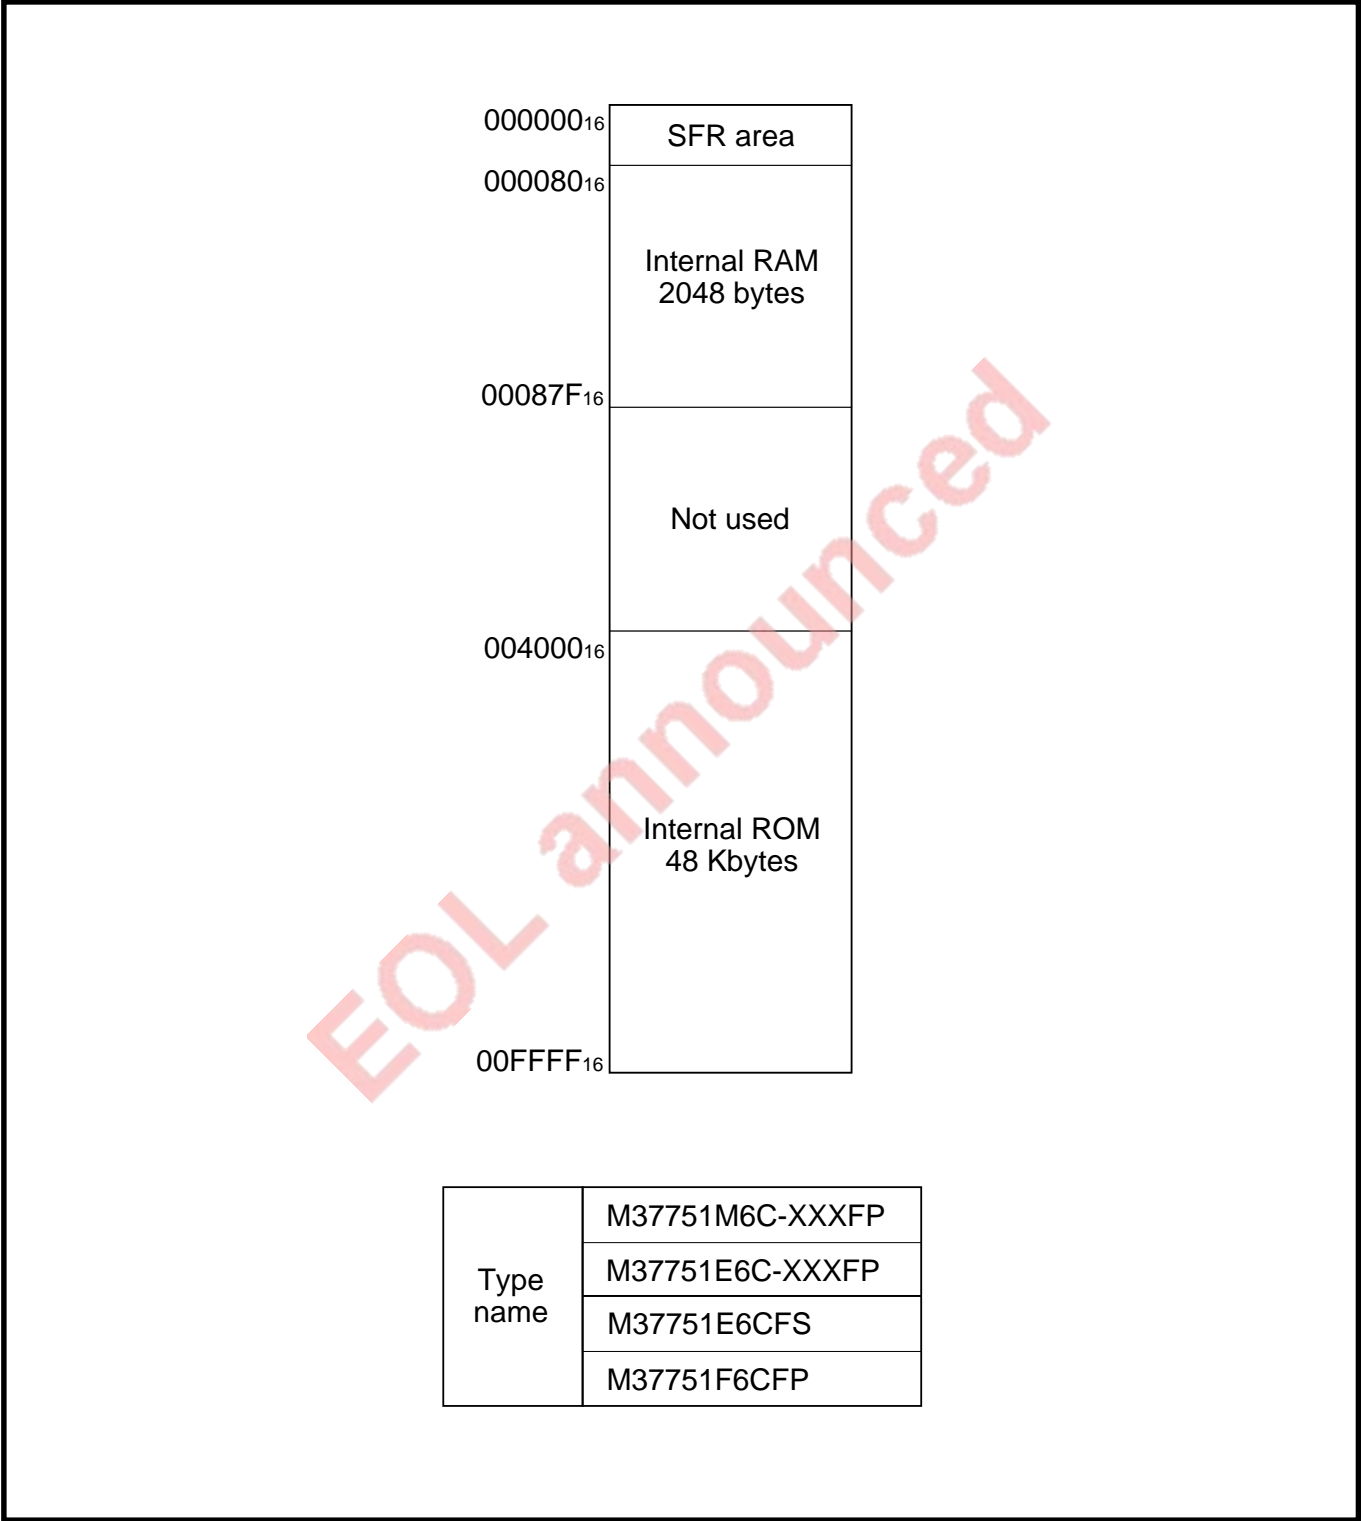 000000₁₆
SFR area
000080₁₆
Internal RAM
2048 bytes
00087F₁₆
Not used
004000₁₆
Internal ROM
48 Kbytes
00FFFF₁₆
EOL announced
Type
name
M37751M6C-XXXFP
M37751E6C-XXXFP
M37751E6CFS
M37751F6CFP